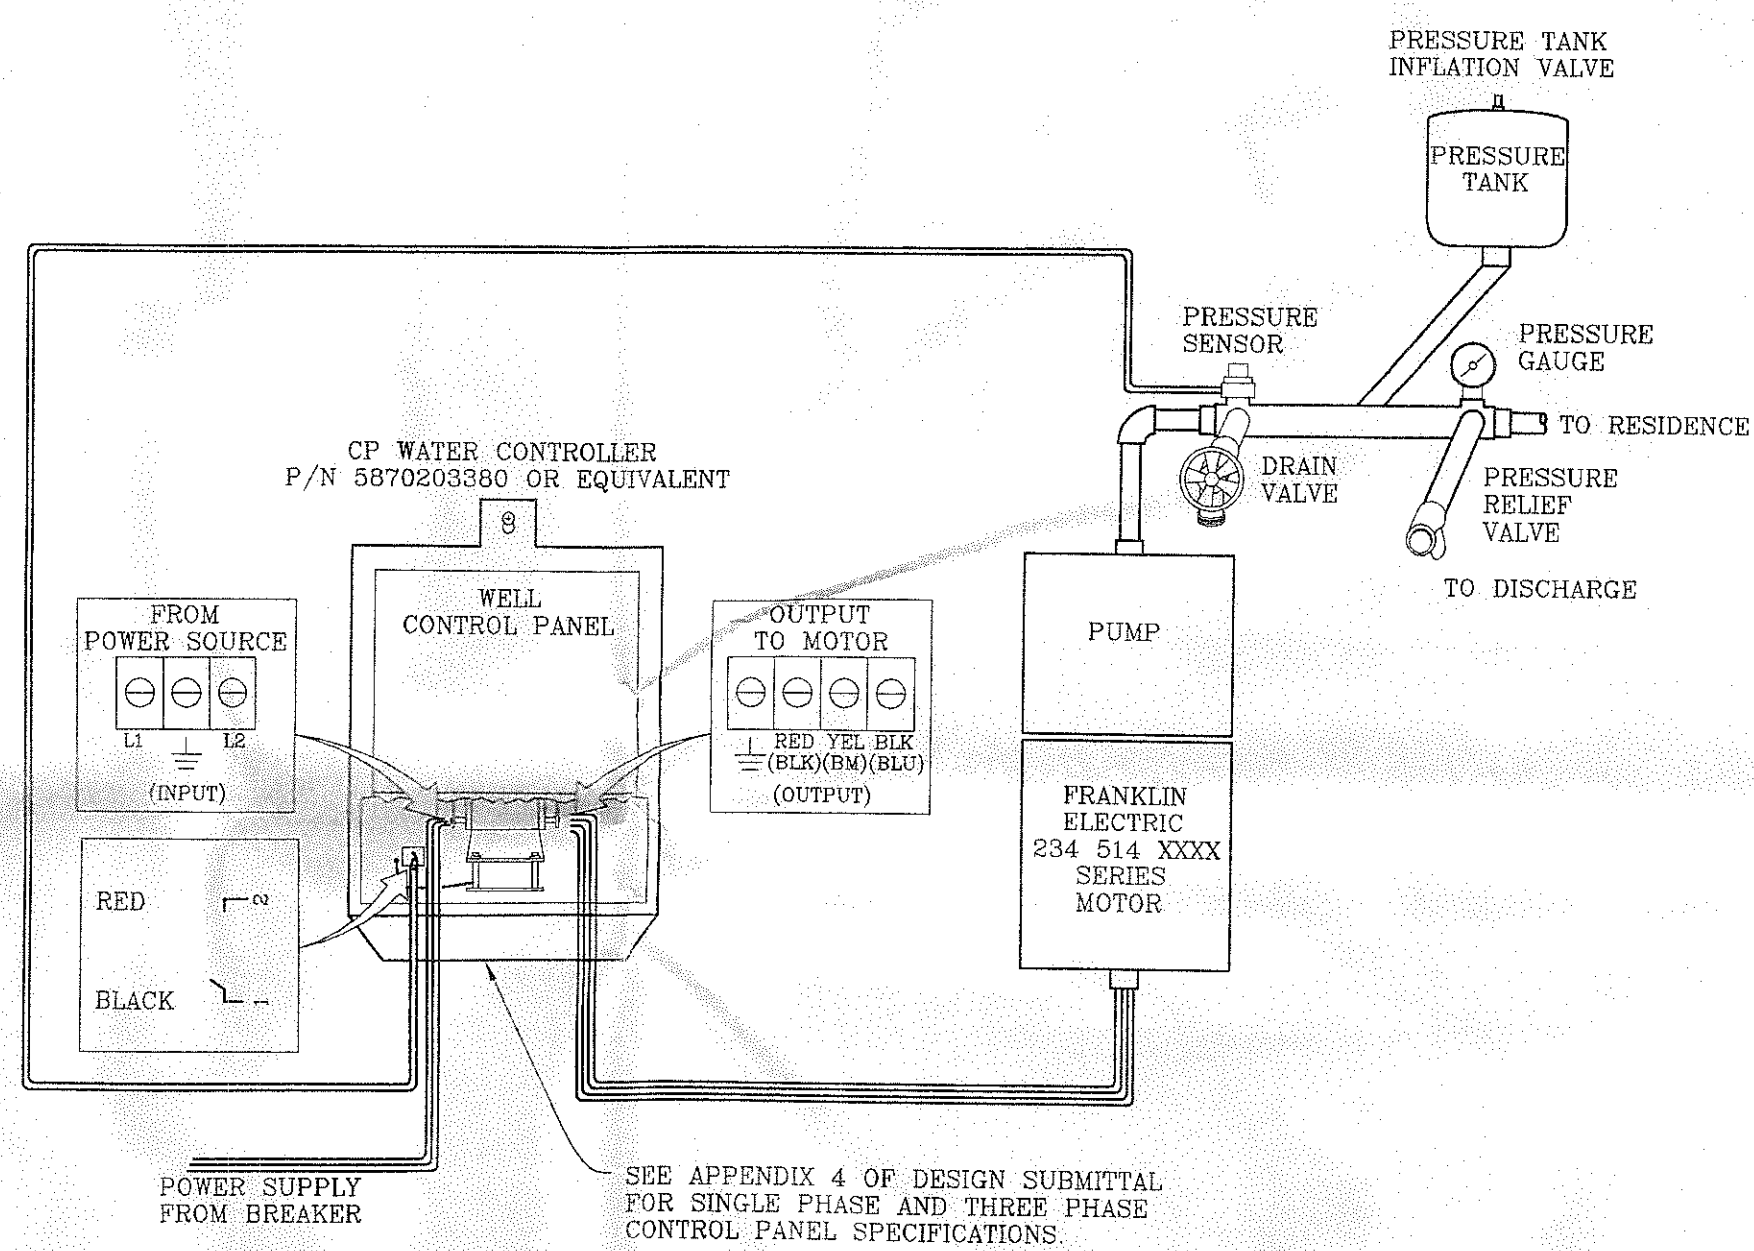 PRESSURE TANK
INFLATION VALVE
PRESSURE
TANK
PRESSURE
SENSOR
PRESSURE
GAUGE
TO RESIDENCE
DRAIN
VALVE
PRESSURE
RELIEF
VALVE
TO DISCHARGE
CP WATER CONTROLLER
P/N 5870203380 OR EQUIVALENT
WELL
CONTROL PANEL
FROM
POWER SOURCE
L1 L2
(INPUT)
OUTPUT
TO MOTOR
RED YEL BLK
(BLK)(BM)(BLU)
(OUTPUT)
PUMP
FRANKLIN
ELECTRIC
234 514 XXXX
SERIES
MOTOR
RED 2
BLACK 1
POWER SUPPLY
FROM BREAKER
SEE APPENDIX 4 OF DESIGN SUBMITTAL
FOR SINGLE PHASE AND THREE PHASE
CONTROL PANEL SPECIFICATIONS.